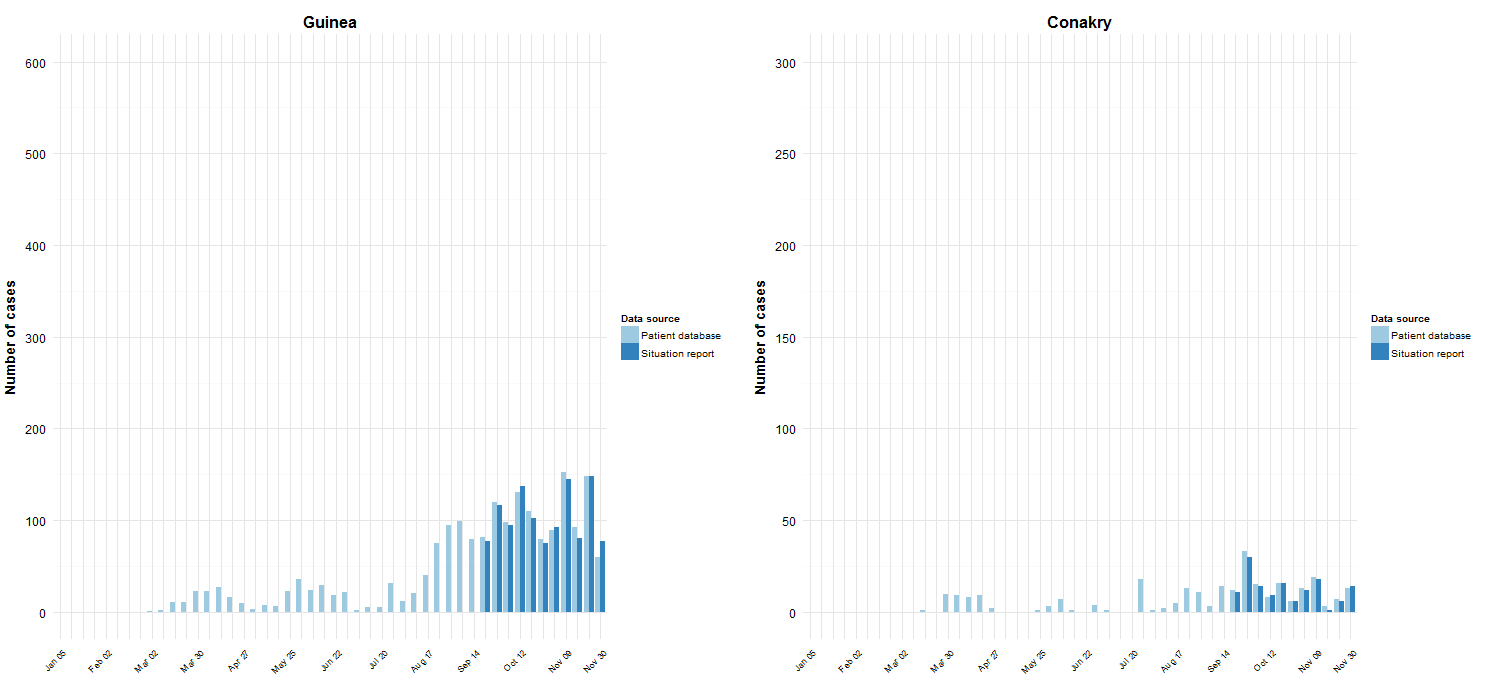 Guinea
Number of cases
600
500
400
300
200
100
0
Jan 05
Feb 02
Mar 02
Mar 30
Apr 27
May 25
Jun 22
Jul 20
Aug 17
Sep 14
Oct 12
Nov 09
Nov 30
Data source
Patient database
Situation report
Conakry
Number of cases
300
250
200
150
100
50
0
Jan 05
Feb 02
Mar 02
Mar 30
Apr 27
May 25
Jun 22
Jul 20
Aug 17
Sep 14
Oct 12
Nov 09
Nov 30
Data source
Patient database
Situation report